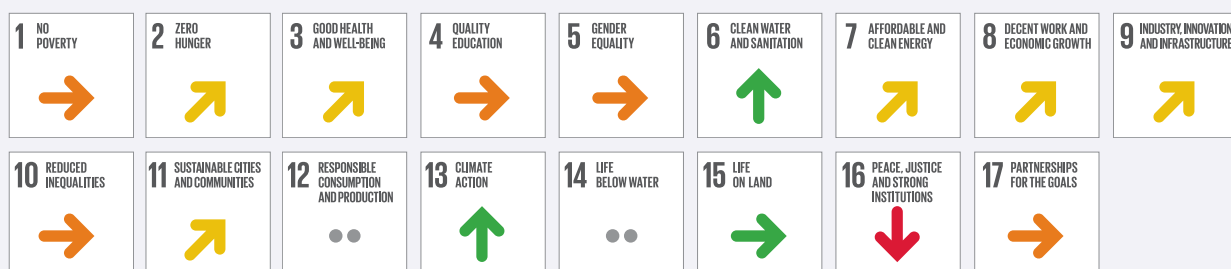 1 NO
POVERTY
2 ZERO
HUNGER
3 GOOD HEALTH
AND WELL-BEING
4 QUALITY
EDUCATION
5 GENDER
EQUALITY
6 CLEAN WATER
AND SANITATION
7 AFFORDABLE AND
CLEAN ENERGY
8 DECENT WORK AND
ECONOMIC GROWTH
9 INDUSTRY, INNOVATION
AND INFRASTRUCTURE
10 REDUCED
INEQUALITIES
11 SUSTAINABLE CITIES
AND COMMUNITIES
12 RESPONSIBLE
CONSUMPTION
AND PRODUCTION
13 CLIMATE
ACTION
14 LIFE
BELOW WATER
15 LIFE
ON LAND
16 PEACE, JUSTICE
AND STRONG
INSTITUTIONS
17 PARTNERSHIPS
FOR THE GOALS